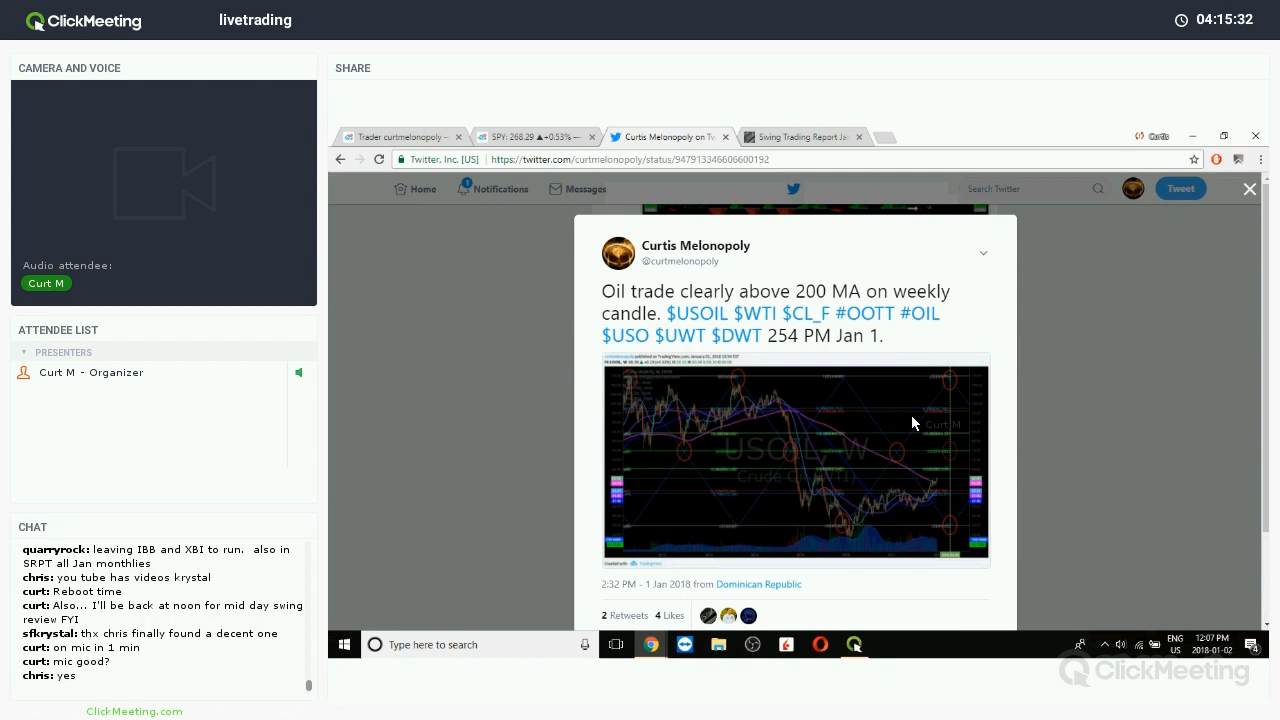 ClickMeeting
livetrading
04:15:32
CAMERA AND VOICE
Audio attendee:
Curt M
ATTENDEE LIST
PRESENTERS
Curt M - Organizer
CHAT
quarryrock: leaving IBB and XBI to run. also in
SRPT all Jan monthlies
chris: you tube has videos krystal
curt: Reboot time
curt: Also... I'll be back at noon for mid day swing
review FYI
sfkrystal: thx chris finally found a decent one
curt: on mic in 1 min
curt: mic good?
chris: yes
ClickMeeting.com
SHARE
Trader curtmelonopoly –
SPY: 268.29 ▲+0.53% —
Curtis Melonopoly on Tw
Swing Trading Report Ja
Curtis
Twitter, Inc. [US]
https://twitter.com/curtmelonopoly/status/947913346606600192
Home
1
Notifications
Messages
Search Twitter
Tweet
Curtis Melonopoly
@curtmelonopoly
Oil trade clearly above 200 MA on weekly
candle. $USOIL $WTI $CL_F #OOTT #OIL
$USO $UWT $DWT 254 PM Jan 1.
USOIL, W
Crude Oil (WTI)
Curt M
2:32 PM - 1 Jan 2018 from Dominican Republic
2 Retweets 4 Likes
Type here to search
ENG
US
12:07 PM
2018-01-02
4
ClickMeeting